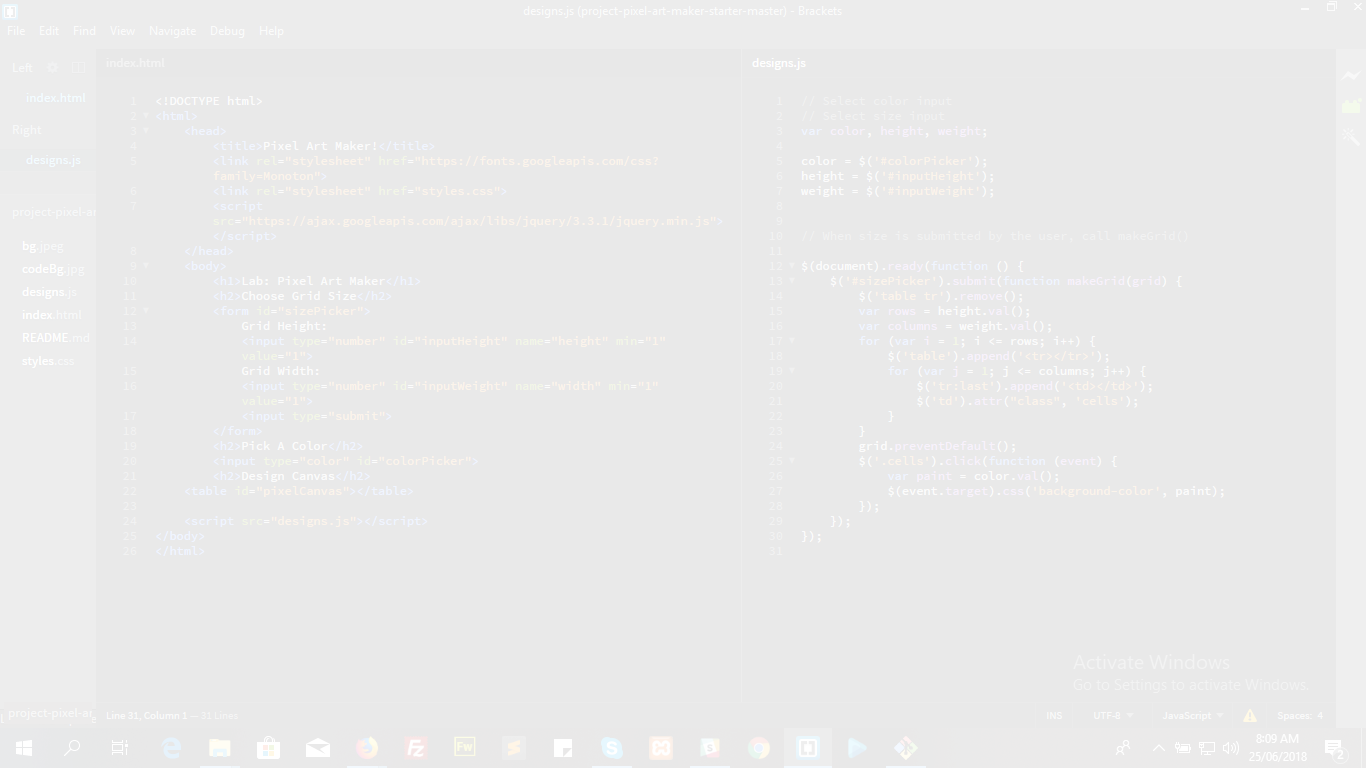 designs.js (project-pixel-art-maker-starter-master) - Brackets
File Edit Find View Navigate Debug Help
Left
index.html
Right
designs.js
project-pixel-ar
bg.jpeg
codeBg.jpg
designs.js
index.html
README.md
styles.css
project-pixel-ar
index.html
1 <!DOCTYPE html>
2 <html>
3 <head>
4 <title>Pixel Art Maker!</title>
5 <link rel="stylesheet" href="https://fonts.googleapis.com/css?
family=Monoton">
6 <link rel="stylesheet" href="styles.css">
7 <script
src="https://ajax.googleapis.com/ajax/libs/jquery/3.3.1/jquery.min.js">
</script>
8 </head>
9 <body>
10 <h1>Lab: Pixel Art Maker</h1>
11 <h2>Choose Grid Size</h2>
12 <form id="sizePicker">
13 Grid Height:
14 <input type="number" id="inputHeight" name="height" min="1"
value="1">
15 Grid Width:
16 <input type="number" id="inputWeight" name="width" min="1"
value="1">
17 <input type="submit">
18 </form>
19 <h2>Pick A Color</h2>
20 <input type="color" id="colorPicker">
21 <h2>Design Canvas</h2>
22 <table id="pixelCanvas"></table>
23
24 <script src="designs.js"></script>
25 </body>
26 </html>
designs.js
1 // Select color input
2 // Select size input
3 var color, height, weight;
4
5 color = $('#colorPicker');
6 height = $('#inputHeight');
7 weight = $('#inputWeight');
8
9
10 // When size is submitted by the user, call makeGrid()
11
12 $(document).ready(function () {
13 $('#sizePicker').submit(function makeGrid(grid) {
14 $('table tr').remove();
15 var rows = height.val();
16 var columns = weight.val();
17 for (var i = 1; i <= rows; i++) {
18 $('table').append('<tr></tr>');
19 for (var j = 1; j <= columns; j++) {
20 $('tr:last').append('<td></td>');
21 $('td').attr("class", 'cells');
22 }
23 }
24 grid.preventDefault();
25 $('.cells').click(function (event) {
26 var paint = color.val();
27 $(event.target).css('background-color', paint);
28 });
29 });
30 });
31
Activate Windows
Go to Settings to activate Windows.
Line 31, Column 1 — 31 Lines
INS UTF-8 JavaScript Spaces: 4
Fw
8:09 AM
25/06/2018
2